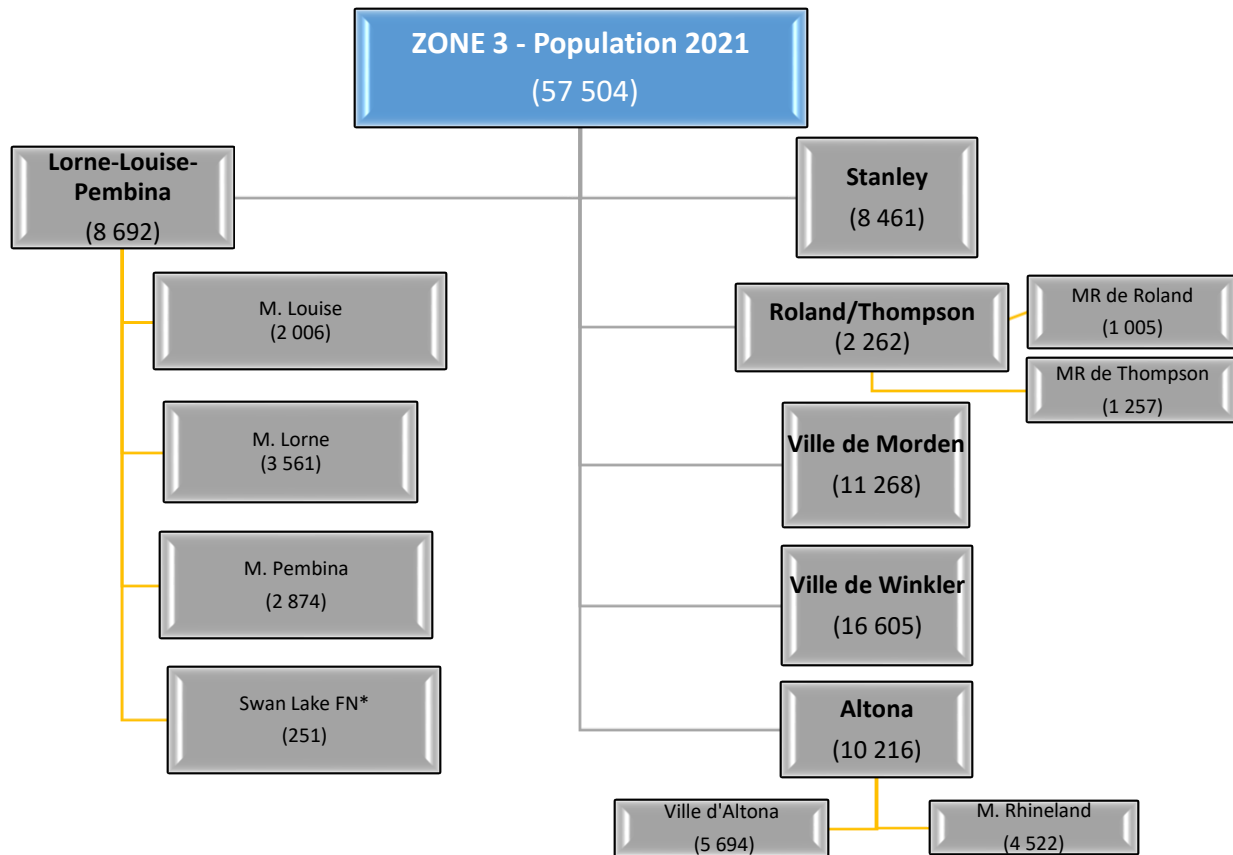 ZONE 3 - Population 2021
(57 504)
Lorne-Louise-
Pembina
(8 692)
M. Louise
(2 006)
M. Lorne
(3 561)
M. Pembina
(2 874)
Swan Lake FN*
(251)
Stanley
(8 461)
Roland/Thompson
(2 262)
MR de Roland
(1 005)
MR de Thompson
(1 257)
Ville de Morden
(11 268)
Ville de Winkler
(16 605)
Altona
(10 216)
Ville d'Altona
(5 694)
M. Rhineland
(4 522)